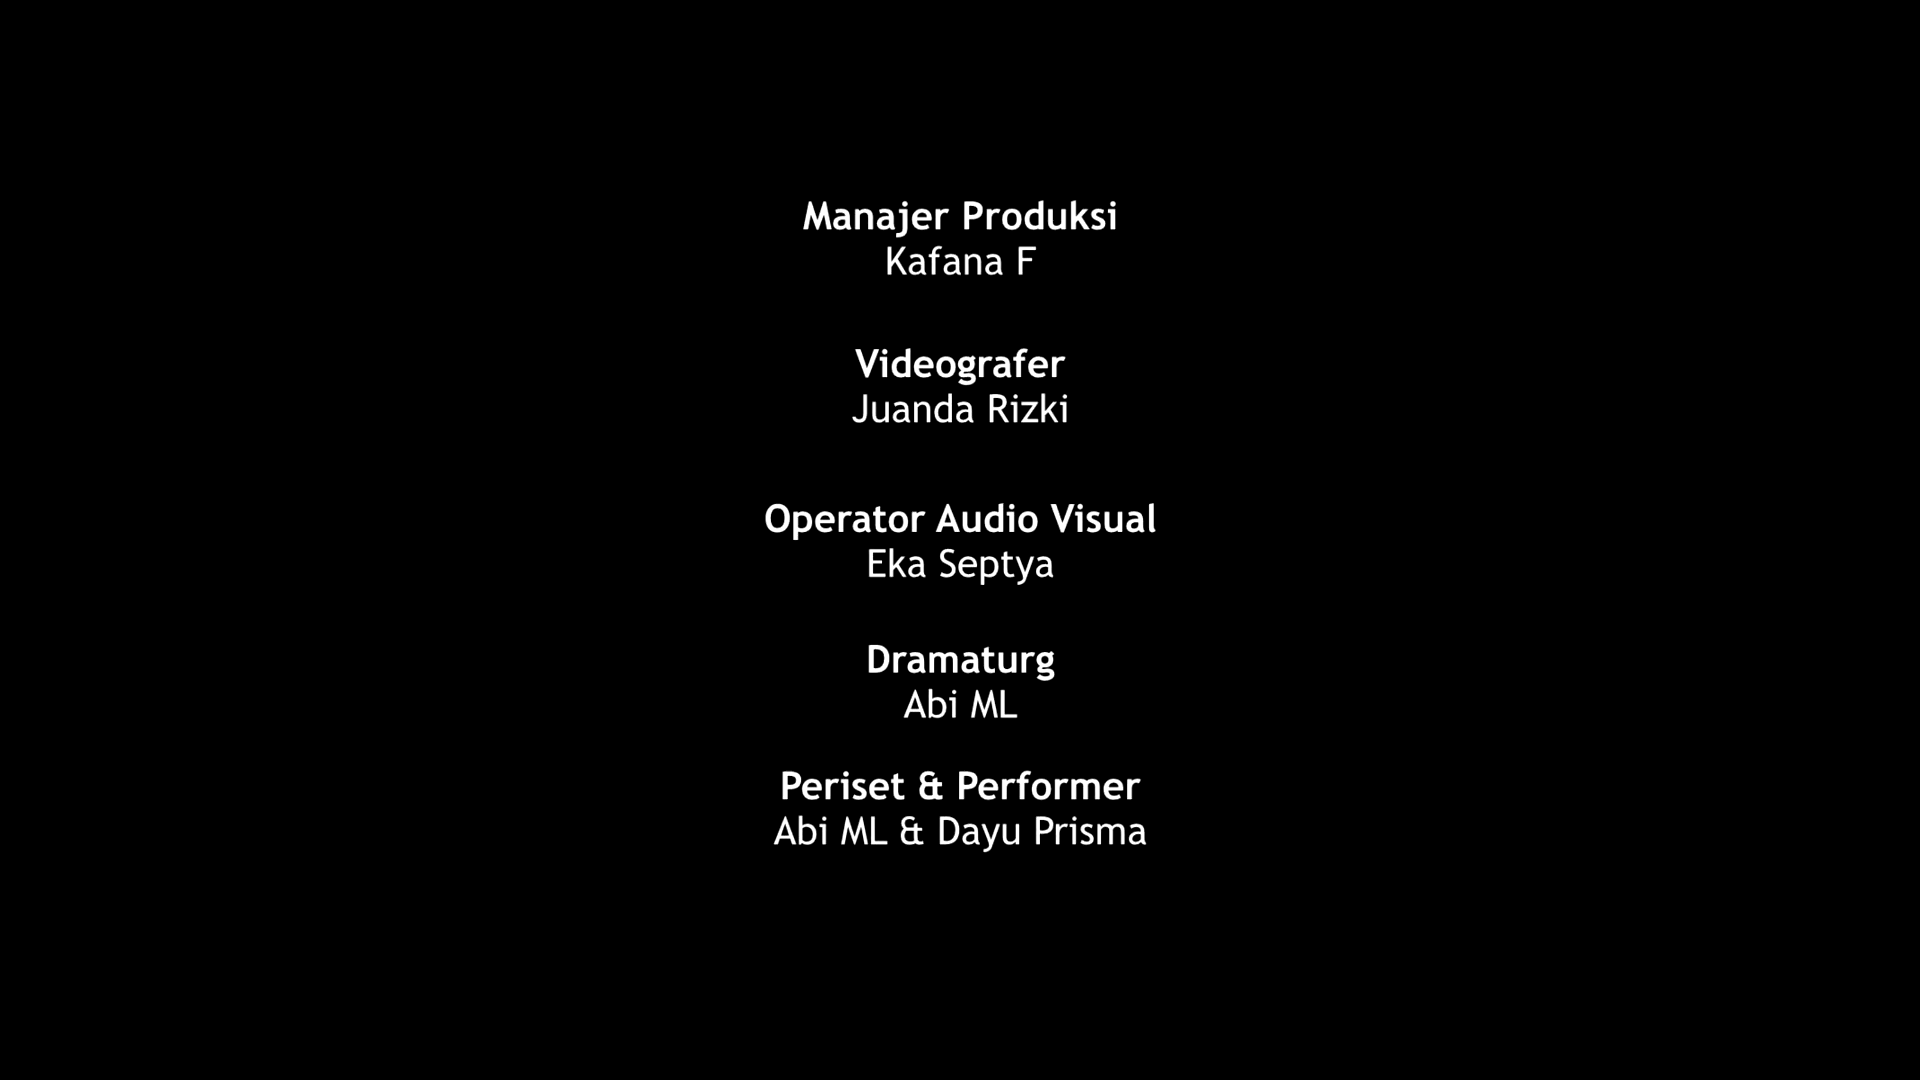 Manajer Produksi
Kafana F
Videografer
Juanda Rizki
Operator Audio Visual
Eka Septya
Dramaturg
Abi ML
Periset & Performer
Abi ML & Dayu Prisma